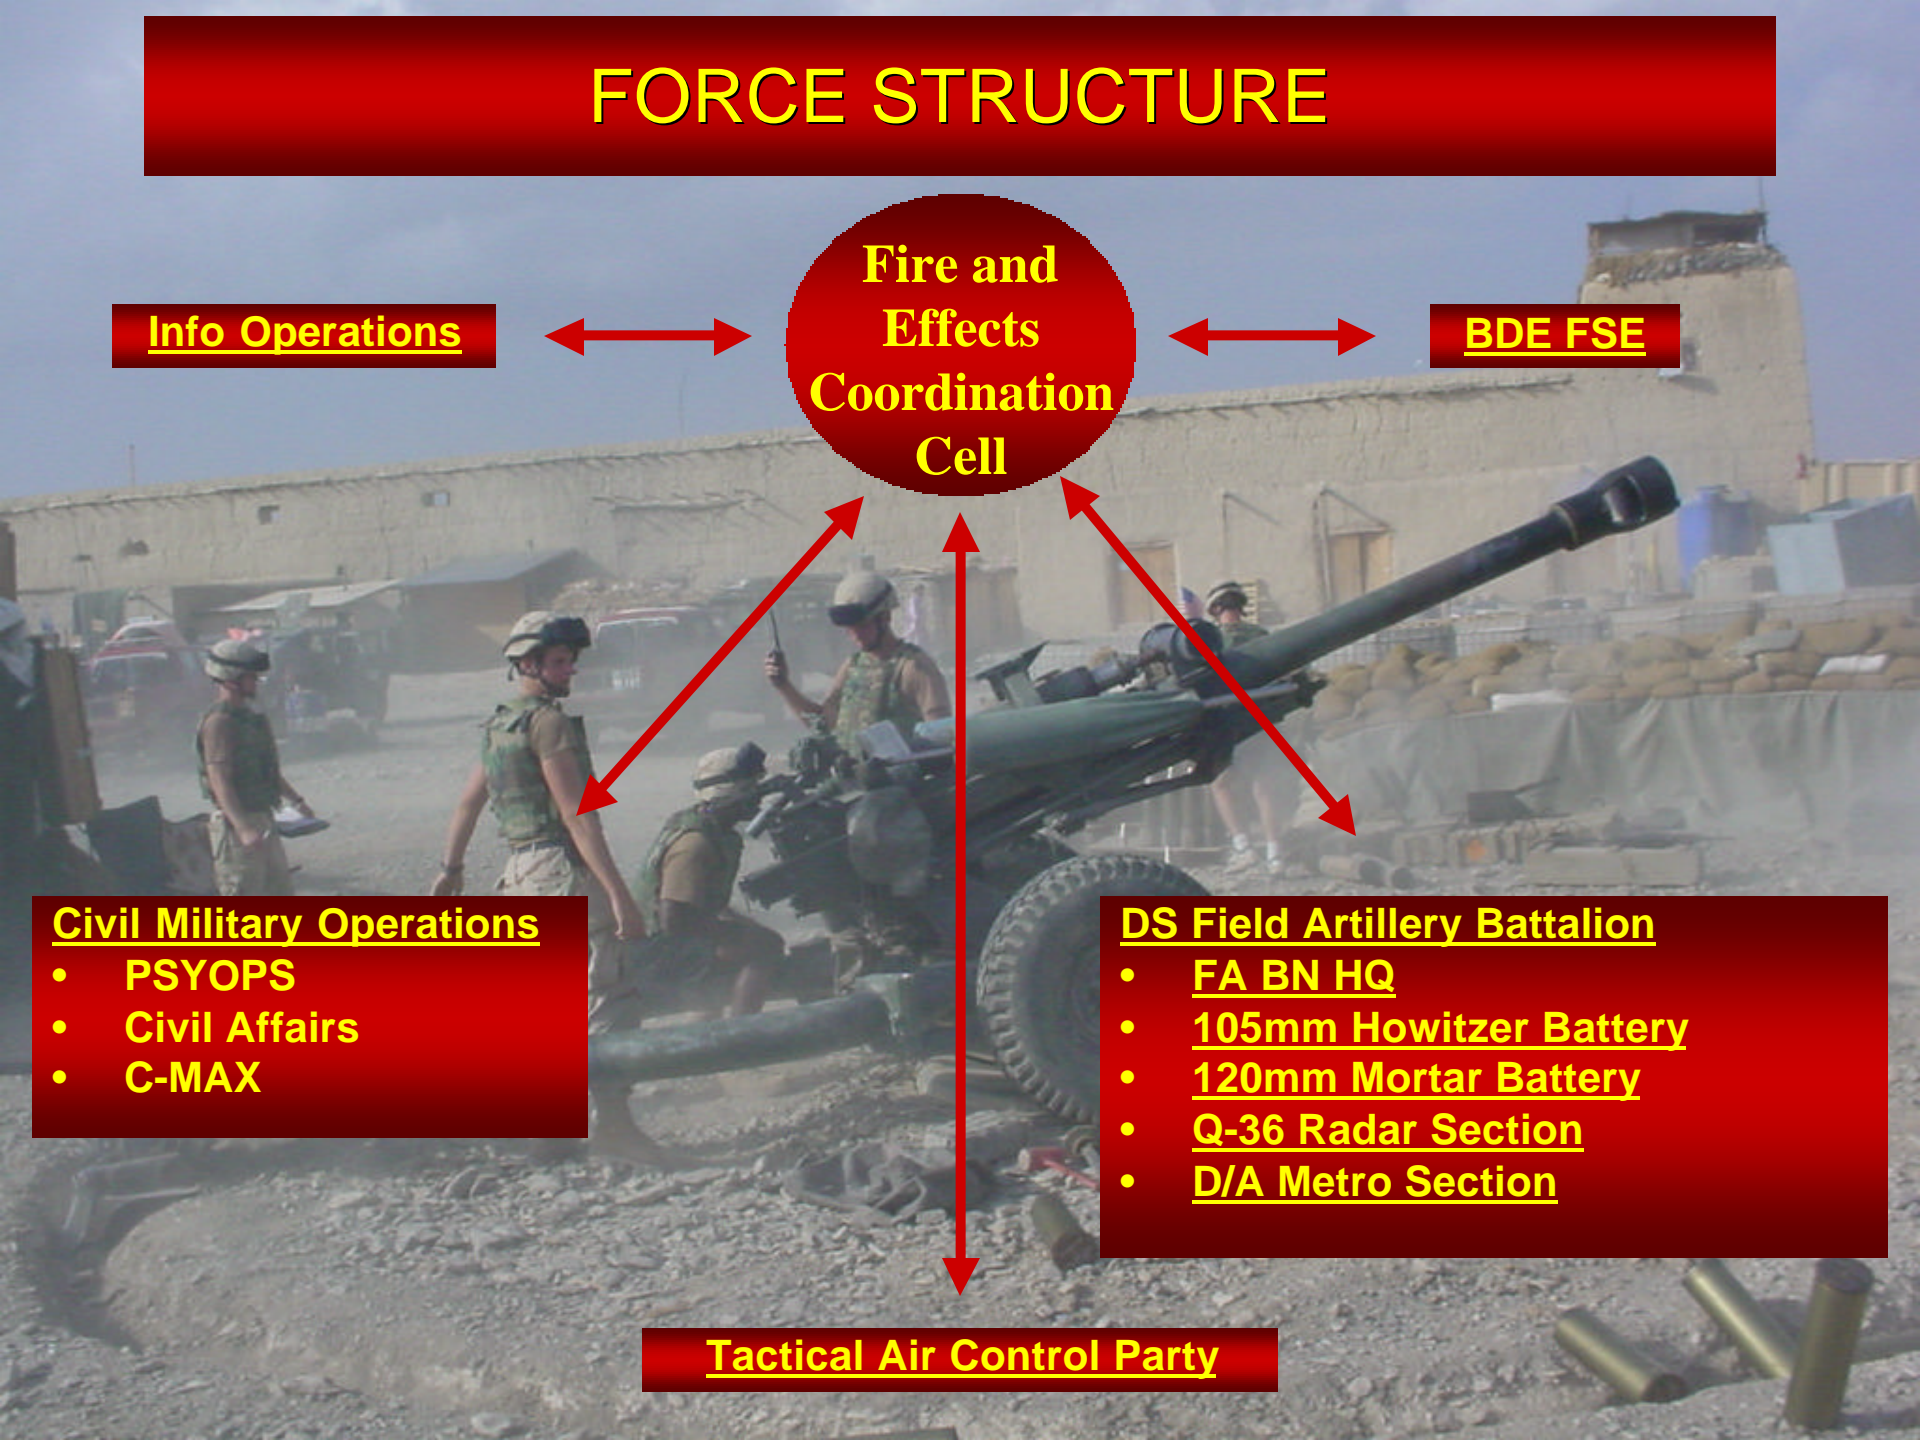 FORCE STRUCTURE
Fire and
Effects
Coordination
Cell
Info Operations
BDE FSE
Civil Military Operations
• PSYOPS
• Civil Affairs
• C-MAX
DS Field Artillery Battalion
• FA BN HQ
• 105mm Howitzer Battery
• 120mm Mortar Battery
• Q-36 Radar Section
• D/A Metro Section
Tactical Air Control Party